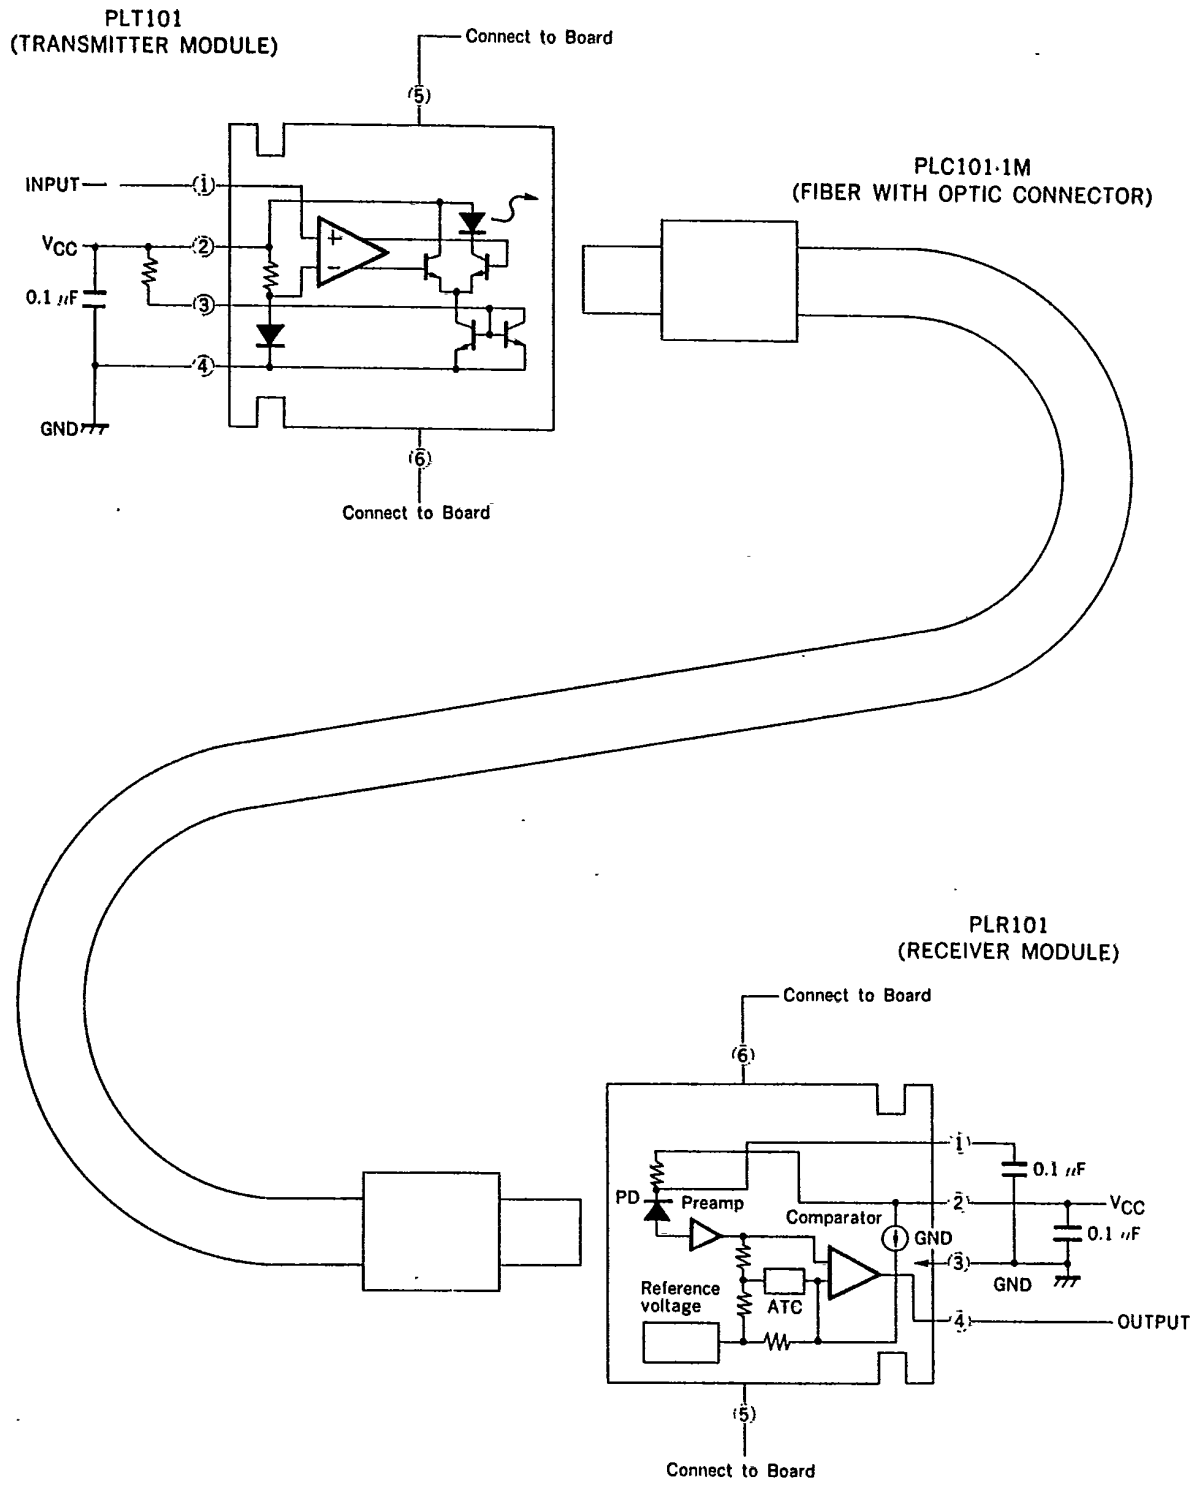 PLT101
(TRANSMITTER MODULE)
Connect to Board
(5)
INPUT
(1)
+
VCC
(2)
−
0.1 μF
(3)
(4)
GND
(6)
Connect to Board
PLC101·1M
(FIBER WITH OPTIC CONNECTOR)
PLR101
(RECEIVER MODULE)
Connect to Board
(6)
(1)
0.1 μF
PD
Preamp
(2)
VCC
Comparator
GND
0.1 μF
(3)
GND
Reference
voltage
ATC
(4)
OUTPUT
(5)
Connect to Board